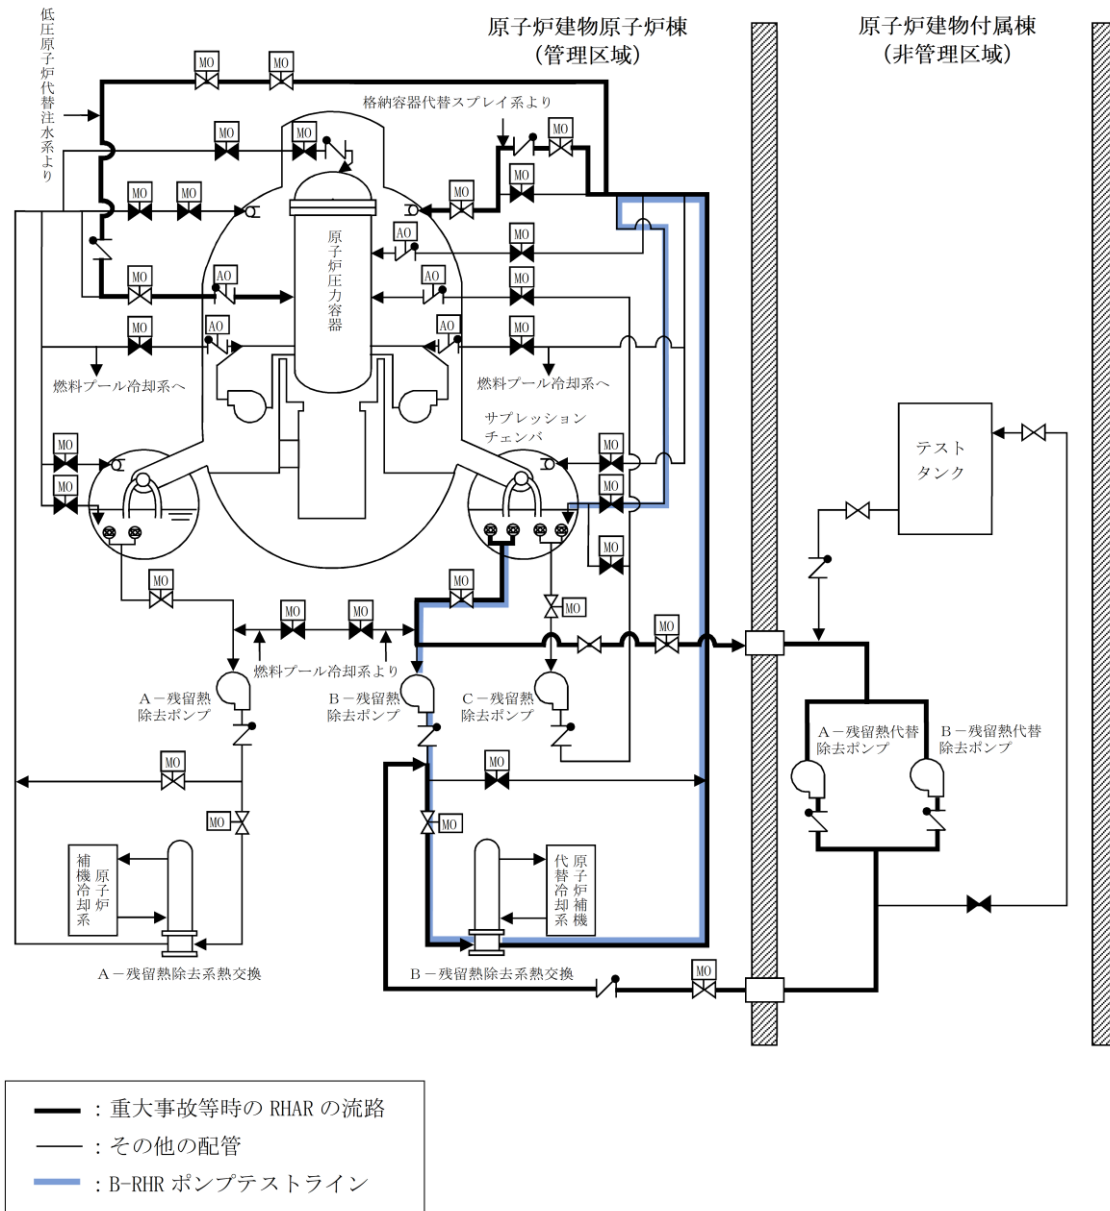 低圧原子炉代替注水系より
原子炉建物原子炉棟
(管理区域)
原子炉建物付属棟
(非管理区域)
MO
MO
格納容器代替スプレイ系より
MO
MO
MO
MO
MO
MO
MO
MO
AO
MO
原子炉圧力容器
MO
AO
AO
MO
MO
AO
AO
MO
燃料プール冷却系へ
燃料プール冷却系へ
サプレッション
チェンバ
MO
MO
MO
MO
MO
テスト
タンク
MO
MO
MO
MO
MO
MO
燃料プール冷却系より
A-残留熱
除去ポンプ
B-残留熱
除去ポンプ
C-残留熱
除去ポンプ
A-残留熱代替
除去ポンプ
B-残留熱代替
除去ポンプ
MO
MO
MO
MO
原子炉
補機冷却系
原子炉補機
代替冷却系
A-残留熱除去系熱交換
B-残留熱除去系熱交換
MO
:重大事故等時の RHAR の流路
:その他の配管
:B-RHR ポンプテストライン